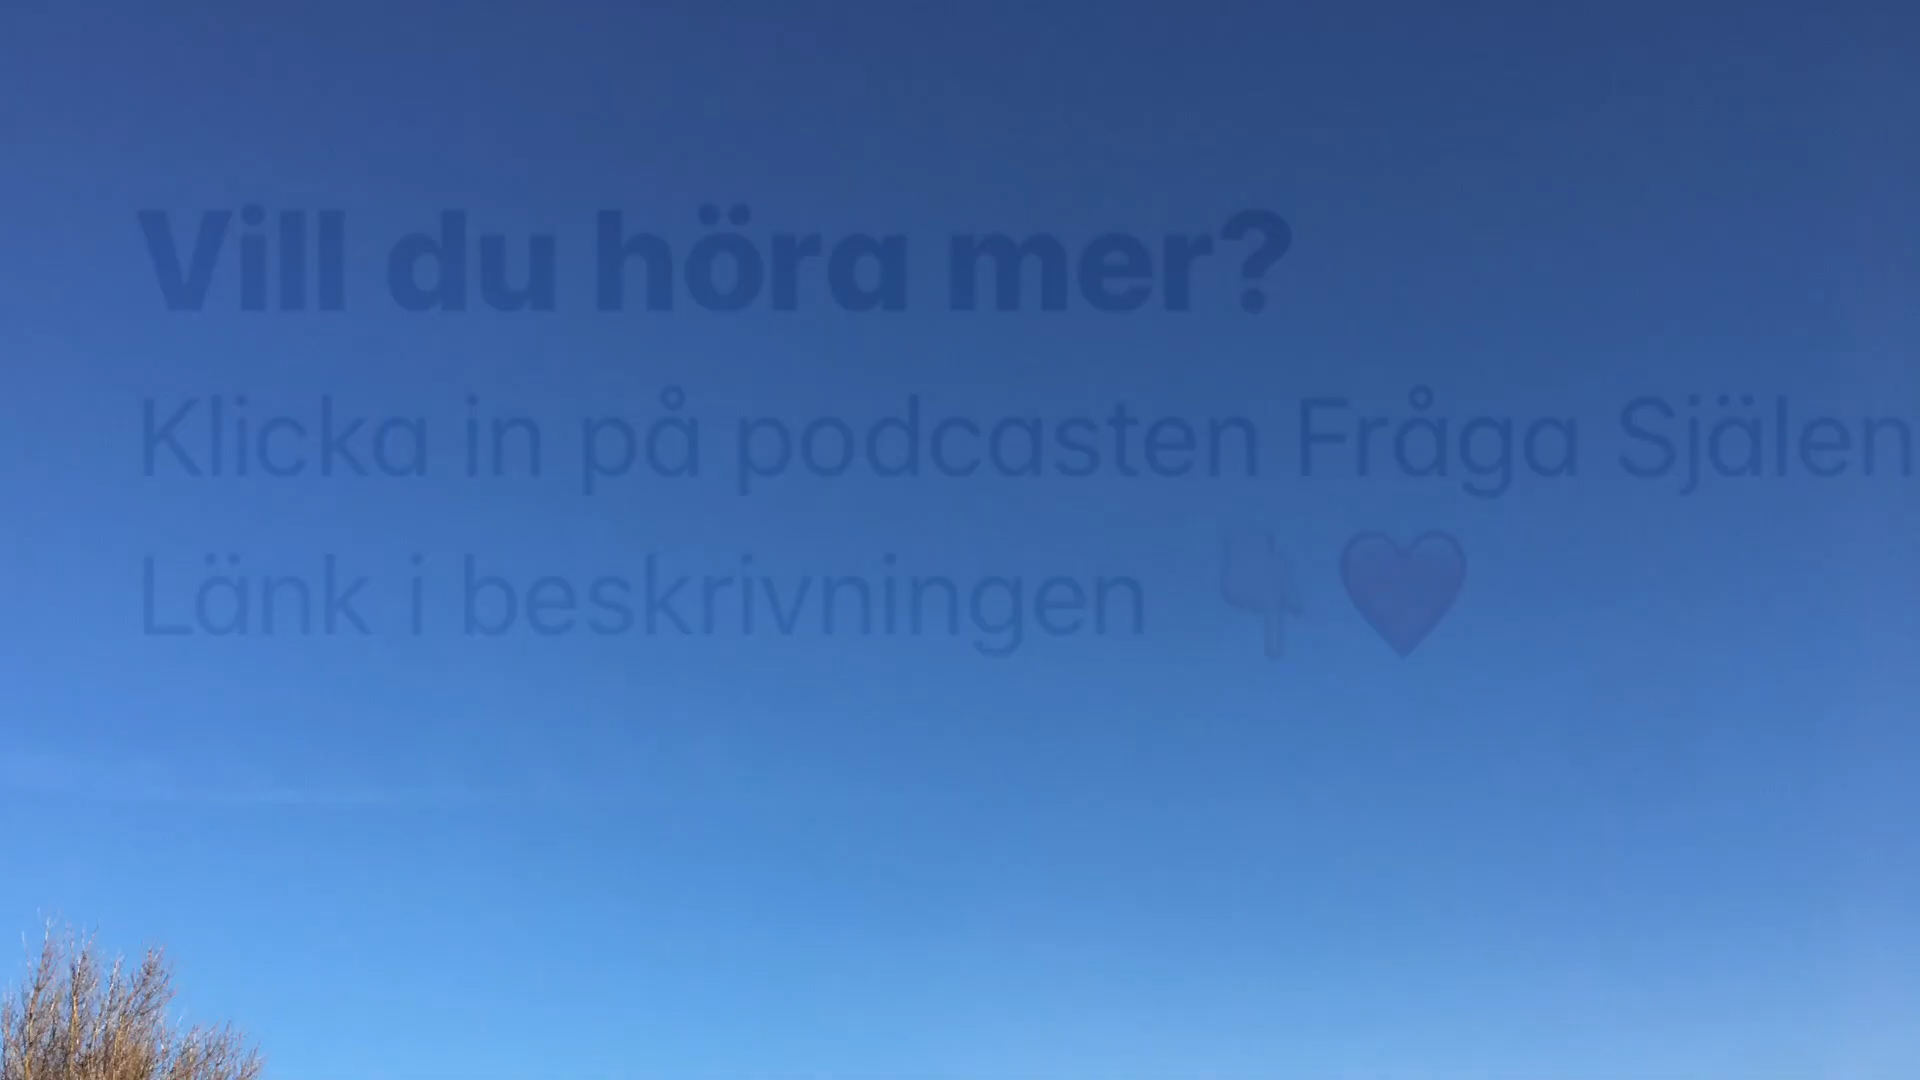 Vill du höra mer?
Klicka in på podcasten Fråga Själen
Länk i beskrivningen 👇❤️